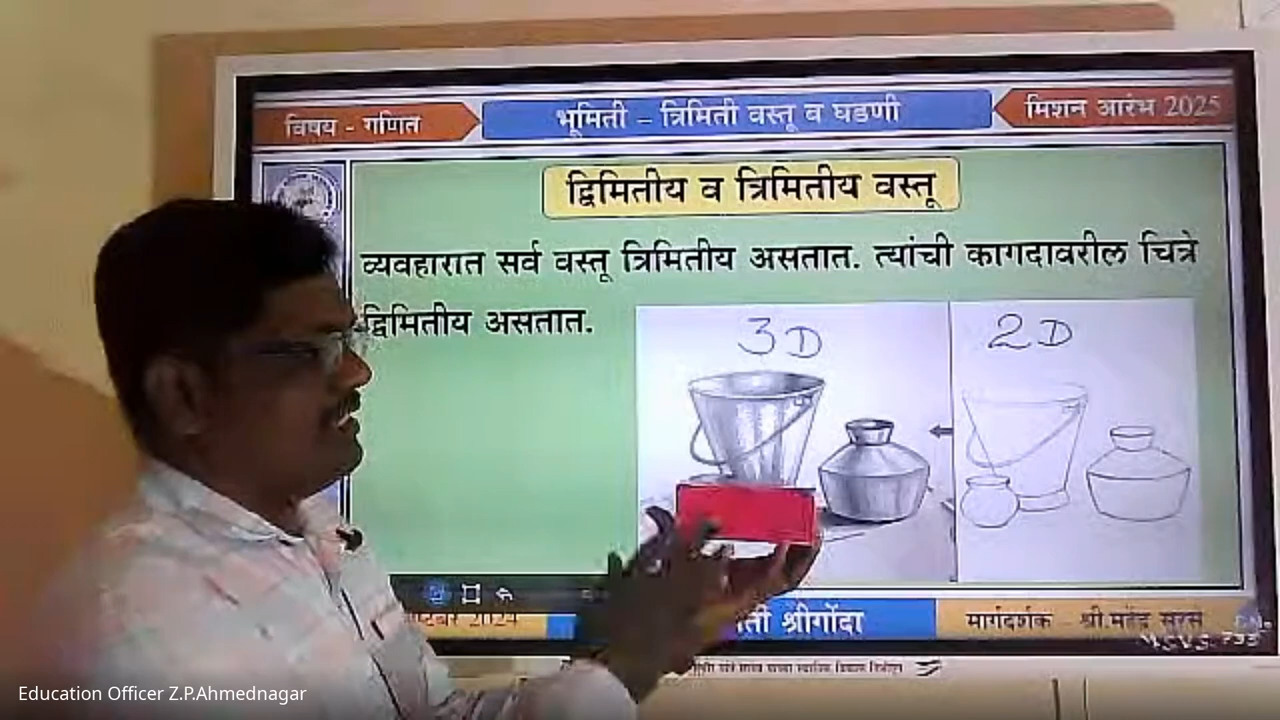 विषय - गणित
भूमिती – त्रिमिती वस्तू व घडणी
मिशन आरंभ 2025
द्विमितीय व त्रिमितीय वस्तू
व्यवहारात सर्व वस्तू त्रिमितीय असतात. त्यांची कागदावरील चित्रे
द्विमितीय असतात.
3D
2D
2024
श्रीगोंदा
मार्गदर्शक - श्री.
Education Officer Z.P.Ahmednagar